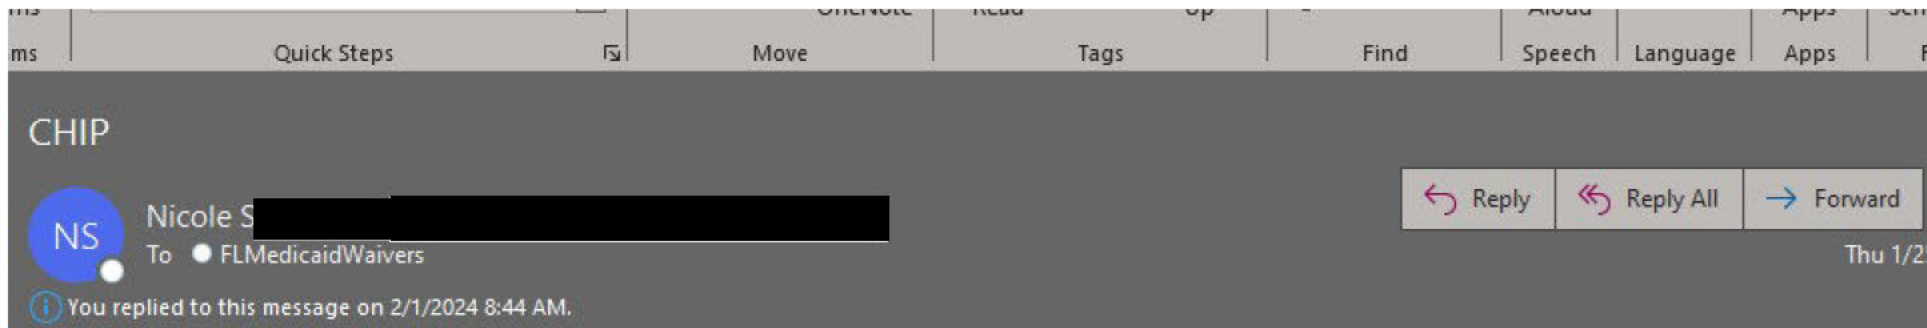 Quick Steps
Move
Tags
Find
Speech
Language
Apps
CHIP
NS
Nicole S
To FLMedicaidWaivers
Reply
Reply All
Forward
Thu 1/2
You replied to this message on 2/1/2024 8:44 AM.